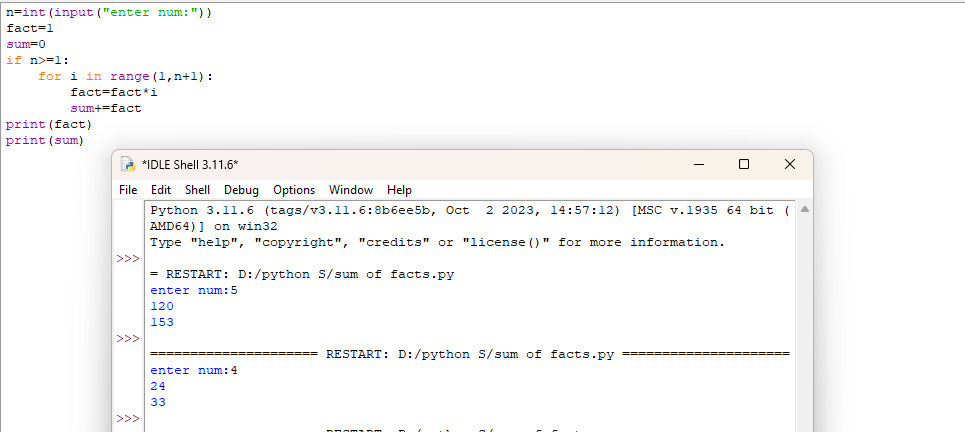 n=int(input("enter num:"))
fact=1
sum=0
if n>=1:
    for i in range(1,n+1):
        fact=fact*i
        sum+=fact
print(fact)
print(sum)
*IDLE Shell 3.11.6*
File Edit Shell Debug Options Window Help
Python 3.11.6 (tags/v3.11.6:8b6ee5b, Oct  2 2023, 14:57:12) [MSC v.1935 64 bit (
AMD64)] on win32
Type "help", "copyright", "credits" or "license()" for more information.
>>>
= RESTART: D:/python S/sum of facts.py
enter num:5
120
153
>>>
===================== RESTART: D:/python S/sum of facts.py =====================
enter num:4
24
33
>>>